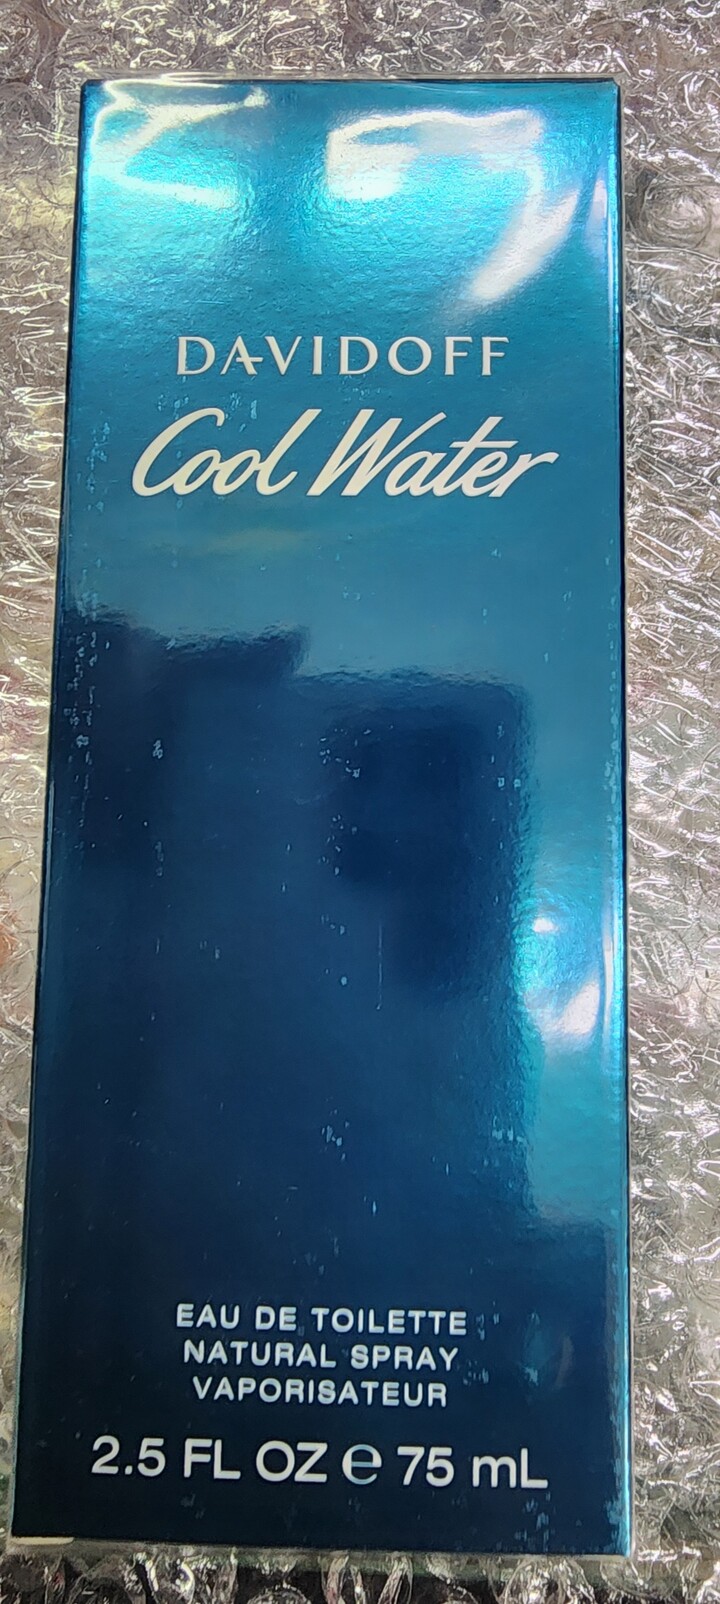 DAVIDOFF
Cool Water
EAU DE TOILETTE
NATURAL SPRAY
VAPORISATEUR
2.5 FL OZ e 75 mL